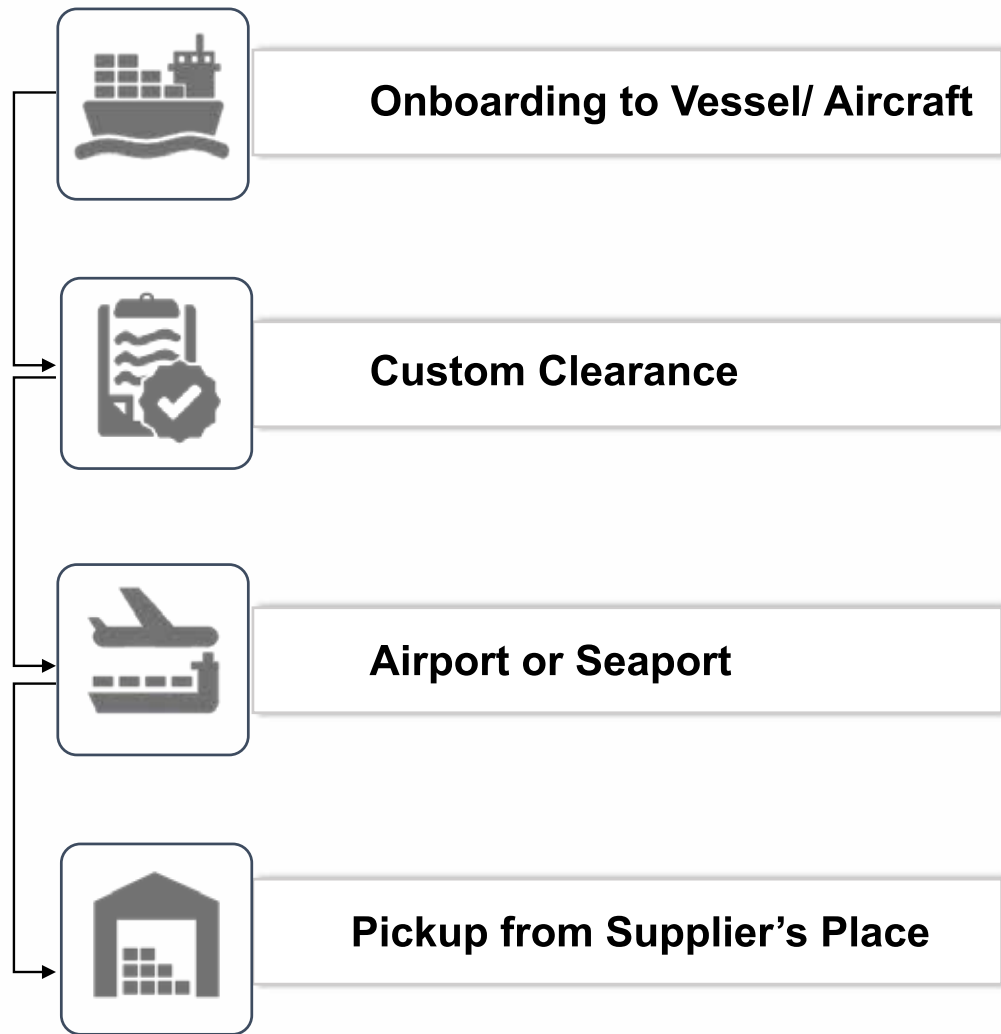 Onboarding to Vessel/ Aircraft
Custom Clearance
Airport or Seaport
Pickup from Supplier’s Place